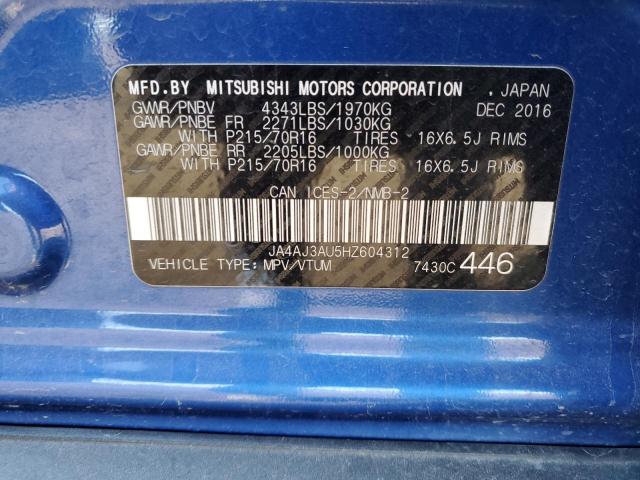 MFD.BY MITSUBISHI MOTORS CORPORATION . JAPAN
GVWR/PNBV 4343LBS/1970KG DEC 2016
GAWR/PNBE FR 2271LBS/1030KG
WITH P215/70R16 TIRES 16X6.5J RIMS
GAWR/PNBE RR 2205LBS/1000KG
WITH P215/70R16 TIRES 16X6.5J RIMS
CAN ICES-2/NMB-2
JA4AJ3AU5HZ604312
VEHICLE TYPE: MPV/VTUM 7430C 446